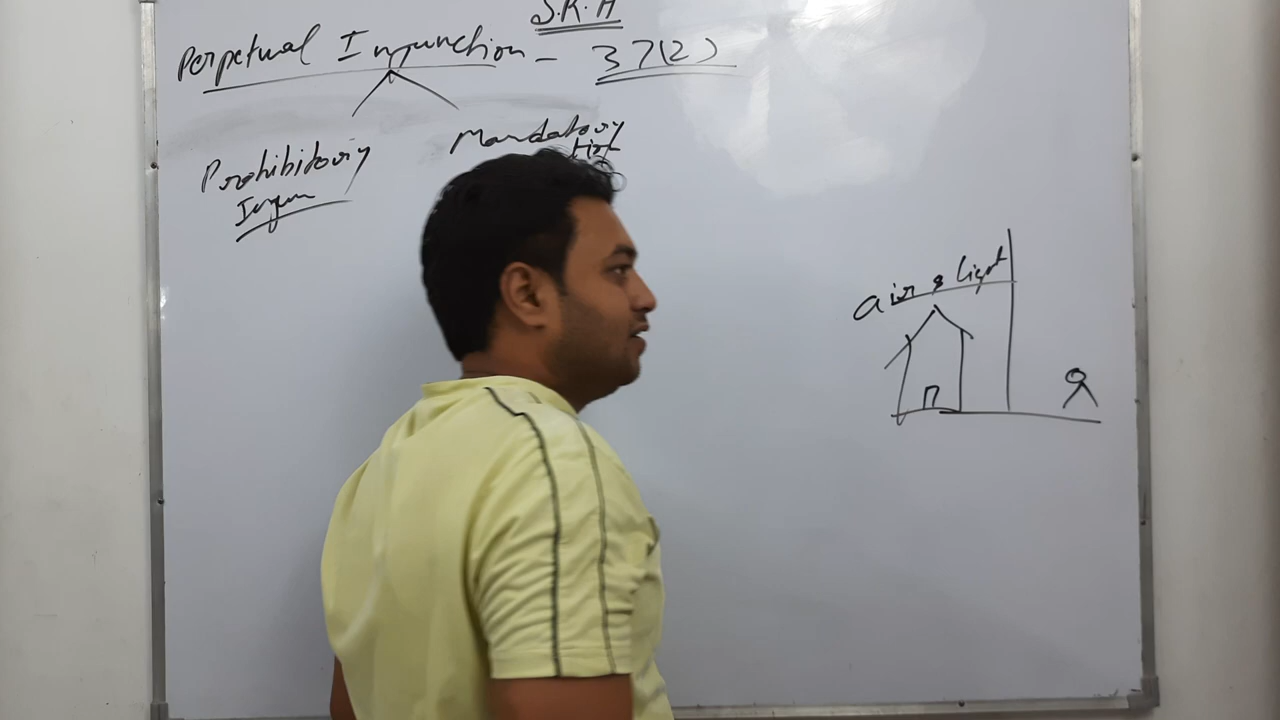 S.R.A
Perpetual Injunction - 37(2)
Prohibitory
Injun
Mandatory
air & light